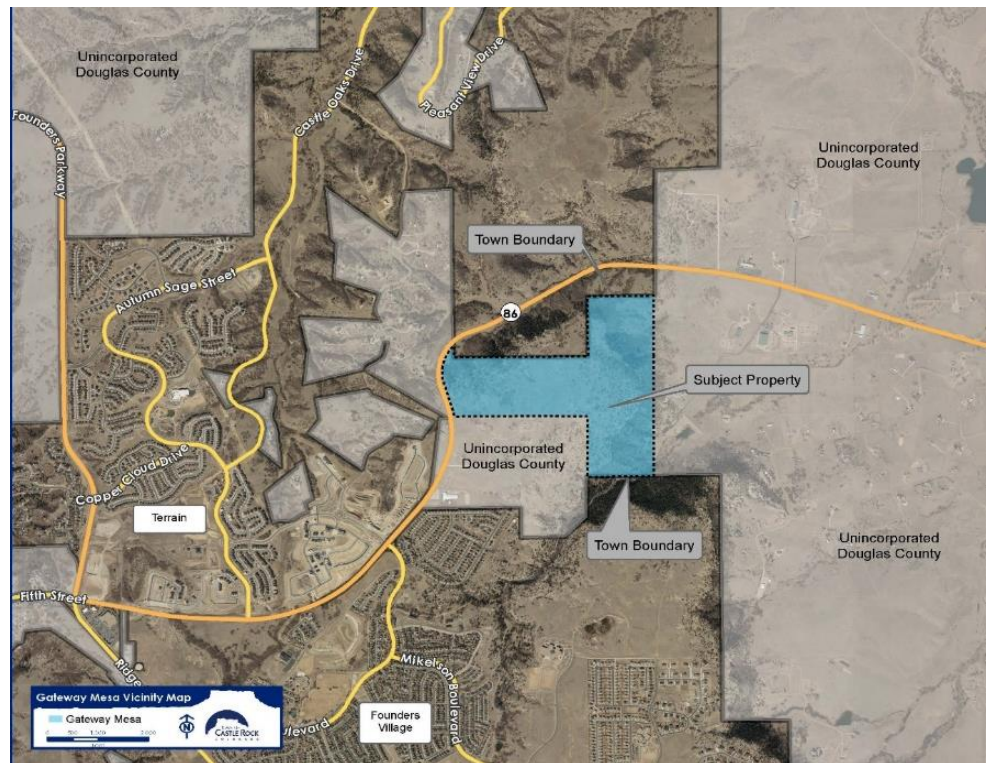 Unincorporated
Douglas County
Castle Oaks Drive
Pleasant View Drive
Founders Parkway
Unincorporated
Douglas County
Town Boundary
Autumn Sage Street
86
Subject Property
Unincorporated
Douglas County
Copper Cloud Drive
Terrain
Town Boundary
Unincorporated
Douglas County
Fifth Street
Ridge
Mikelson Boulevard
Founders
Village
Gateway Mesa Vicinity Map
Gateway Mesa
N
CASTLE ROCK
COLORADO